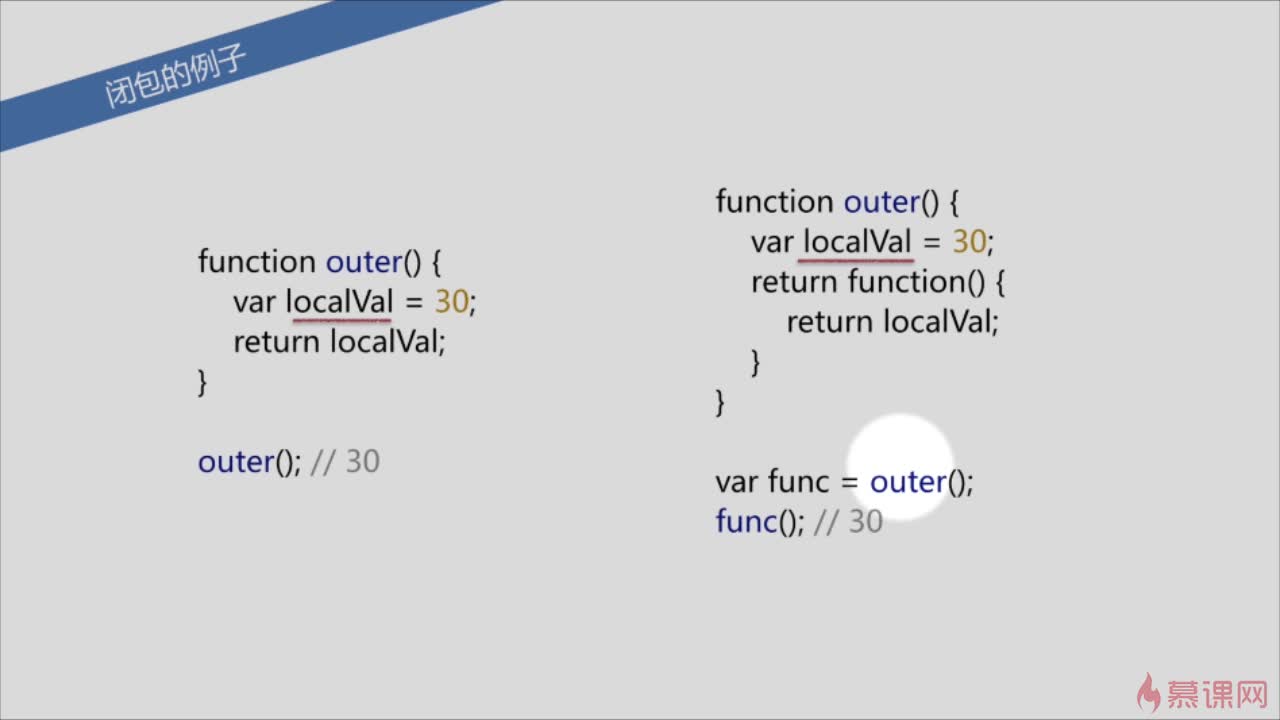 闭包的例子
function outer() {
var localVal = 30;
return localVal;
}
outer(); // 30
function outer() {
var localVal = 30;
return function() {
return localVal;
}
}
var func = outer();
func(); // 30
慕课网